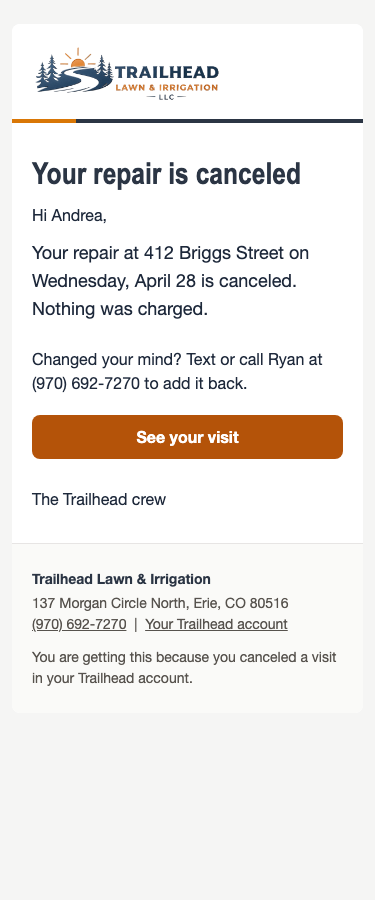 TRAILHEAD
LAWN & IRRIGATION
LLC
Your repair is canceled
Hi Andrea,
Your repair at 412 Briggs Street on
Wednesday, April 28 is canceled.
Nothing was charged.
Changed your mind? Text or call Ryan at
(970) 692-7270 to add it back.
See your visit
The Trailhead crew
Trailhead Lawn & Irrigation
137 Morgan Circle North, Erie, CO 80516
(970) 692-7270 | Your Trailhead account
You are getting this because you canceled a visit
in your Trailhead account.